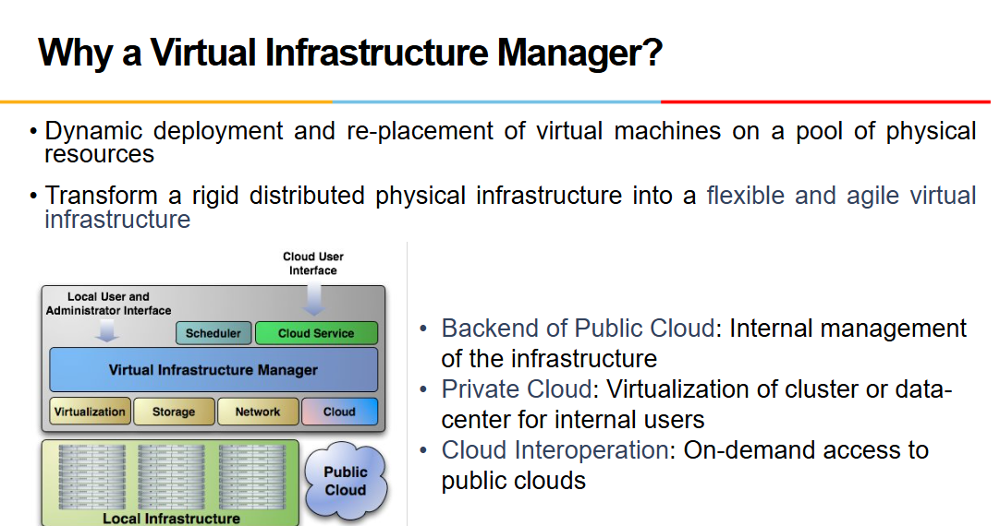 Why a Virtual Infrastructure Manager?
• Dynamic deployment and re-placement of virtual machines on a pool of physical
resources
• Transform a rigid distributed physical infrastructure into a flexible and agile virtual
infrastructure
Cloud User
Interface
Local User and
Administrator Interface
Scheduler
Cloud Service
Virtual Infrastructure Manager
Virtualization
Storage
Network
Cloud
Public
Cloud
Local Infrastructure
• Backend of Public Cloud: Internal management
of the infrastructure
• Private Cloud: Virtualization of cluster or data-
center for internal users
• Cloud Interoperation: On-demand access to
public clouds